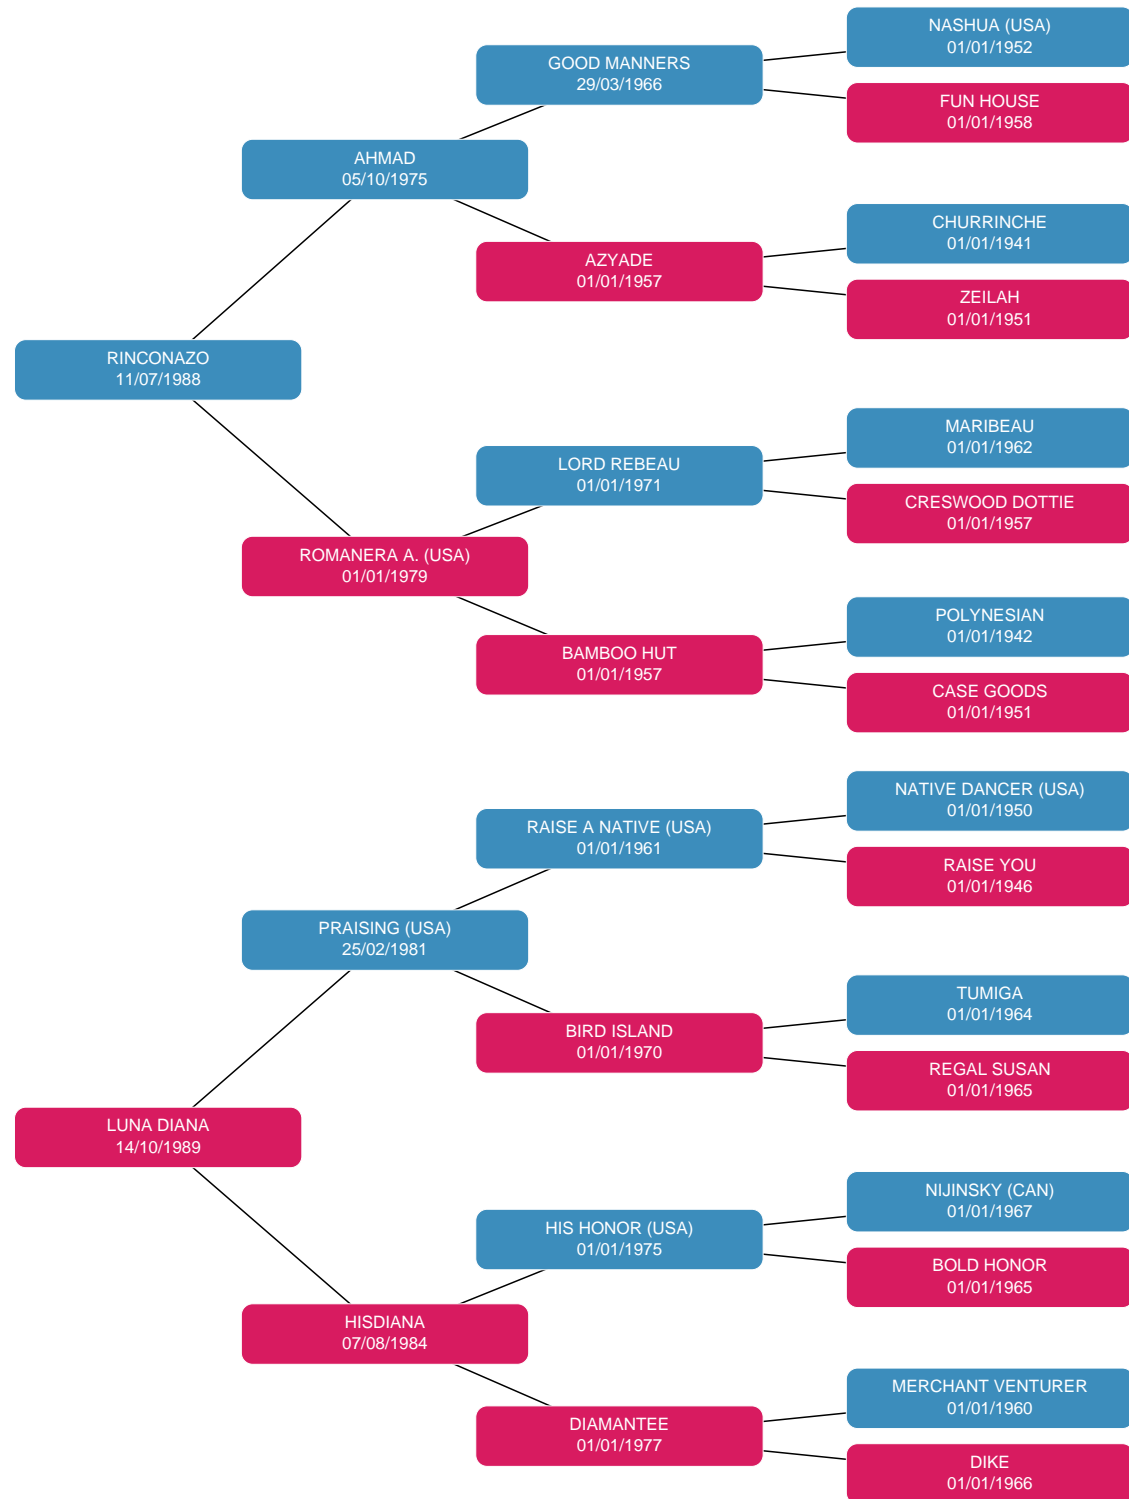 NASHUA (USA)
01/01/1952
GOOD MANNERS
29/03/1966
FUN HOUSE
01/01/1958
AHMAD
05/10/1975
CHURRINCHE
01/01/1941
AZYADE
01/01/1957
ZEILAH
01/01/1951
RINCONAZO
11/07/1988
MARIBEAU
01/01/1962
LORD REBEAU
01/01/1971
CRESWOOD DOTTIE
01/01/1957
ROMANERA A. (USA)
01/01/1979
POLYNESIAN
01/01/1942
BAMBOO HUT
01/01/1957
CASE GOODS
01/01/1951
NATIVE DANCER (USA)
01/01/1950
RAISE A NATIVE (USA)
01/01/1961
RAISE YOU
01/01/1946
PRAISING (USA)
25/02/1981
TUMIGA
01/01/1964
BIRD ISLAND
01/01/1970
REGAL SUSAN
01/01/1965
LUNA DIANA
14/10/1989
NIJINSKY (CAN)
01/01/1967
HIS HONOR (USA)
01/01/1975
BOLD HONOR
01/01/1965
HISDIANA
07/08/1984
MERCHANT VENTURER
01/01/1960
DIAMANTEE
01/01/1977
DIKE
01/01/1966